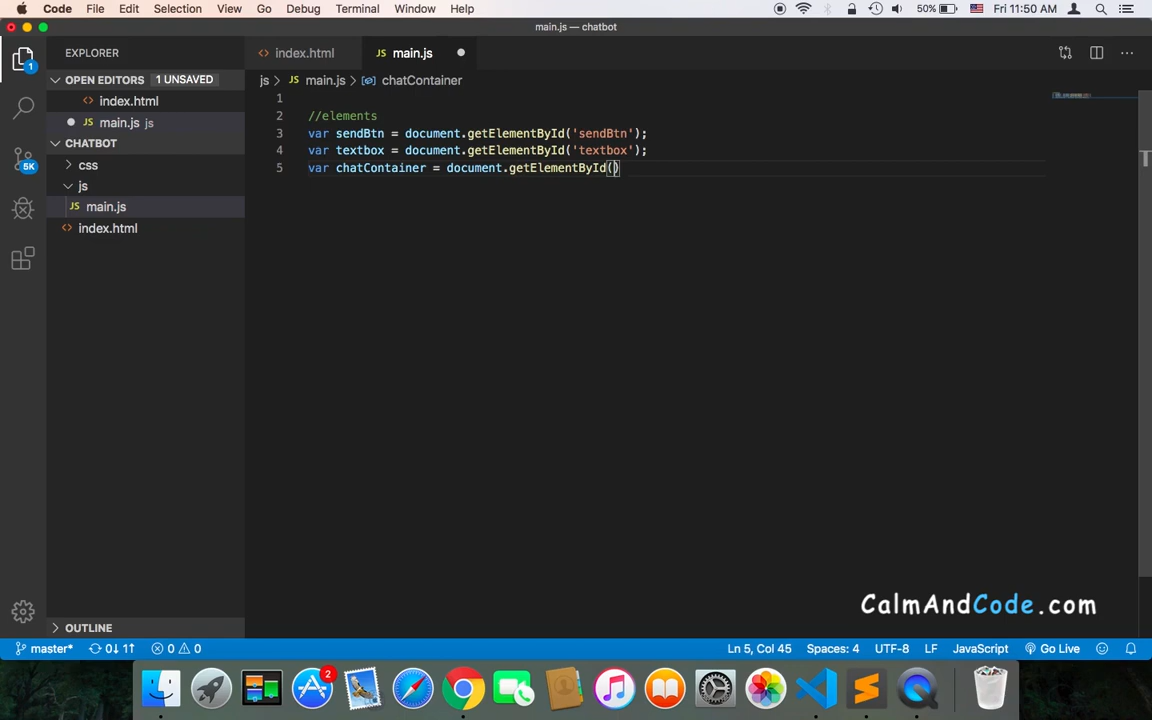 Code File Edit Selection View Go Debug Terminal Window Help 50% Fri 11:50 AM
main.js — chatbot
EXPLORER
index.html
main.js
OPEN EDITORS 1 UNSAVED
js > JS main.js > chatContainer
index.html
1
2 //elements
main.js js
3 var sendBtn = document.getElementById('sendBtn');
CHATBOT
4 var textbox = document.getElementById('textbox');
css
5 var chatContainer = document.getElementById()
js
JS main.js
index.html
1
5K
CalmAndCode.com
OUTLINE
master* 0↓ 1↑ 0 0 Ln 5, Col 45 Spaces: 4 UTF-8 LF JavaScript Go Live
2